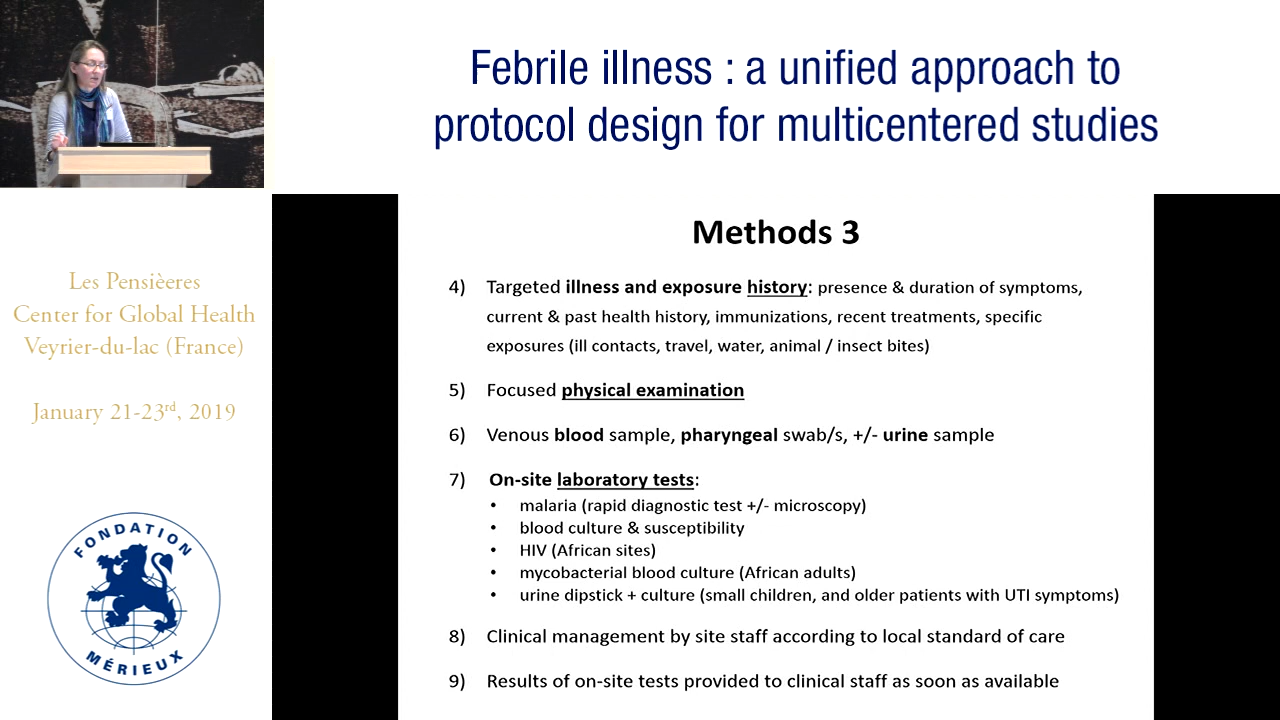 Febrile illness : a unified approach to
protocol design for multicentered studies
Les Pensièeres
Center for Global Health
Veyrier-du-lac (France)
January 21-23rd, 2019
FONDATION
MÉRIEUX
Methods 3
4) Targeted illness and exposure history: presence & duration of symptoms,
current & past health history, immunizations, recent treatments, specific
exposures (ill contacts, travel, water, animal / insect bites)
5) Focused physical examination
6) Venous blood sample, pharyngeal swab/s, +/- urine sample
7) On-site laboratory tests:
• malaria (rapid diagnostic test +/- microscopy)
• blood culture & susceptibility
• HIV (African sites)
• mycobacterial blood culture (African adults)
• urine dipstick + culture (small children, and older patients with UTI symptoms)
8) Clinical management by site staff according to local standard of care
9) Results of on-site tests provided to clinical staff as soon as available